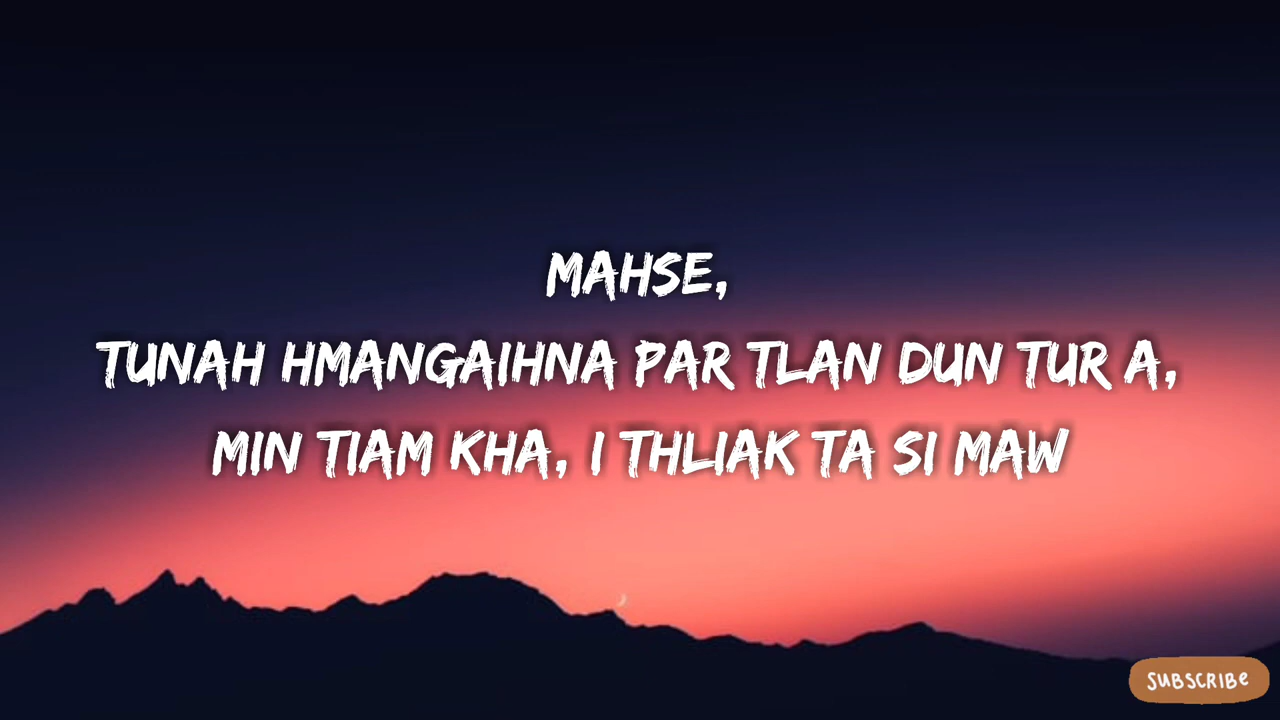 MAHSE,
TUNAH HMANGAIHNA PAR TLAN DUN TUR A,
MIN TIAM KHA, I THLIAK TA SI MAW
SUBSCRIBE